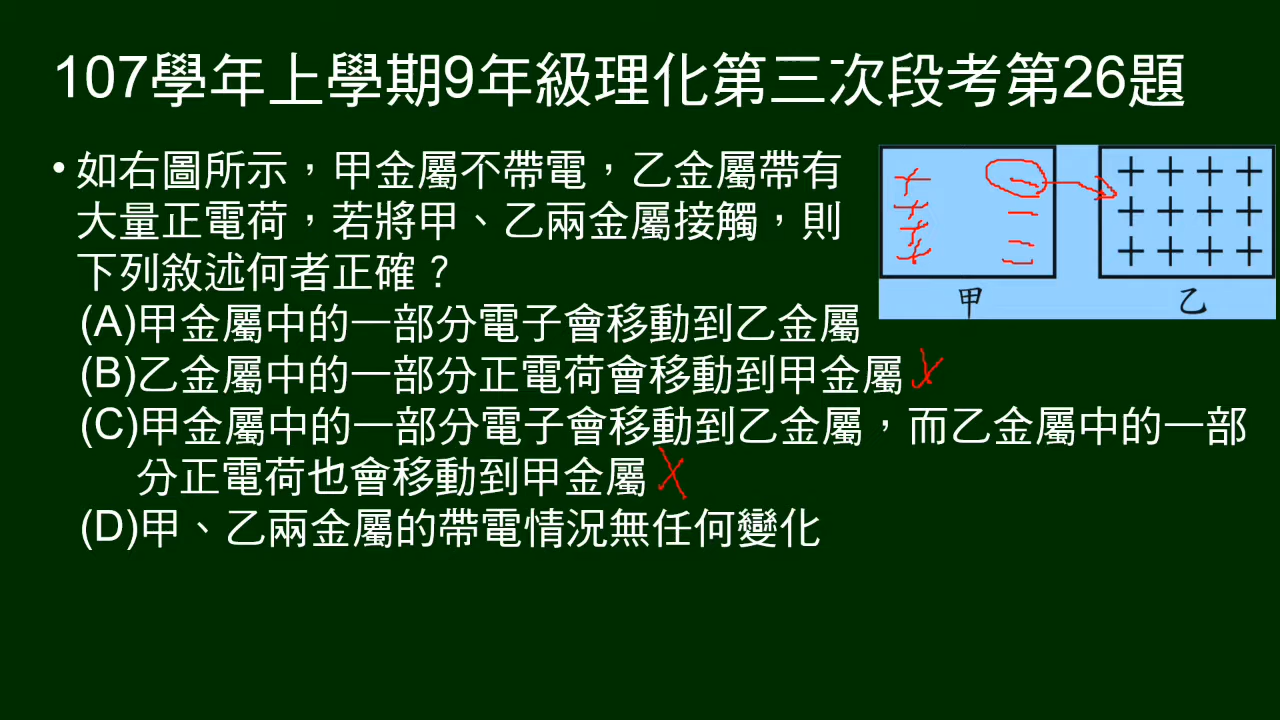 107學年上學期9年級理化第三次段考第26題
• 如右圖所示，甲金屬不帶電，乙金屬帶有
大量正電荷，若將甲、乙兩金屬接觸，則
下列敘述何者正確？
(A)甲金屬中的一部分電子會移動到乙金屬
(B)乙金屬中的一部分正電荷會移動到甲金屬 X
(C)甲金屬中的一部分電子會移動到乙金屬，而乙金屬中的一部
分正電荷也會移動到甲金屬 X
(D)甲、乙兩金屬的帶電情況無任何變化
+ −
+ −
+ −
+ −
+ + + +
+ + + +
+ + + +
甲
乙